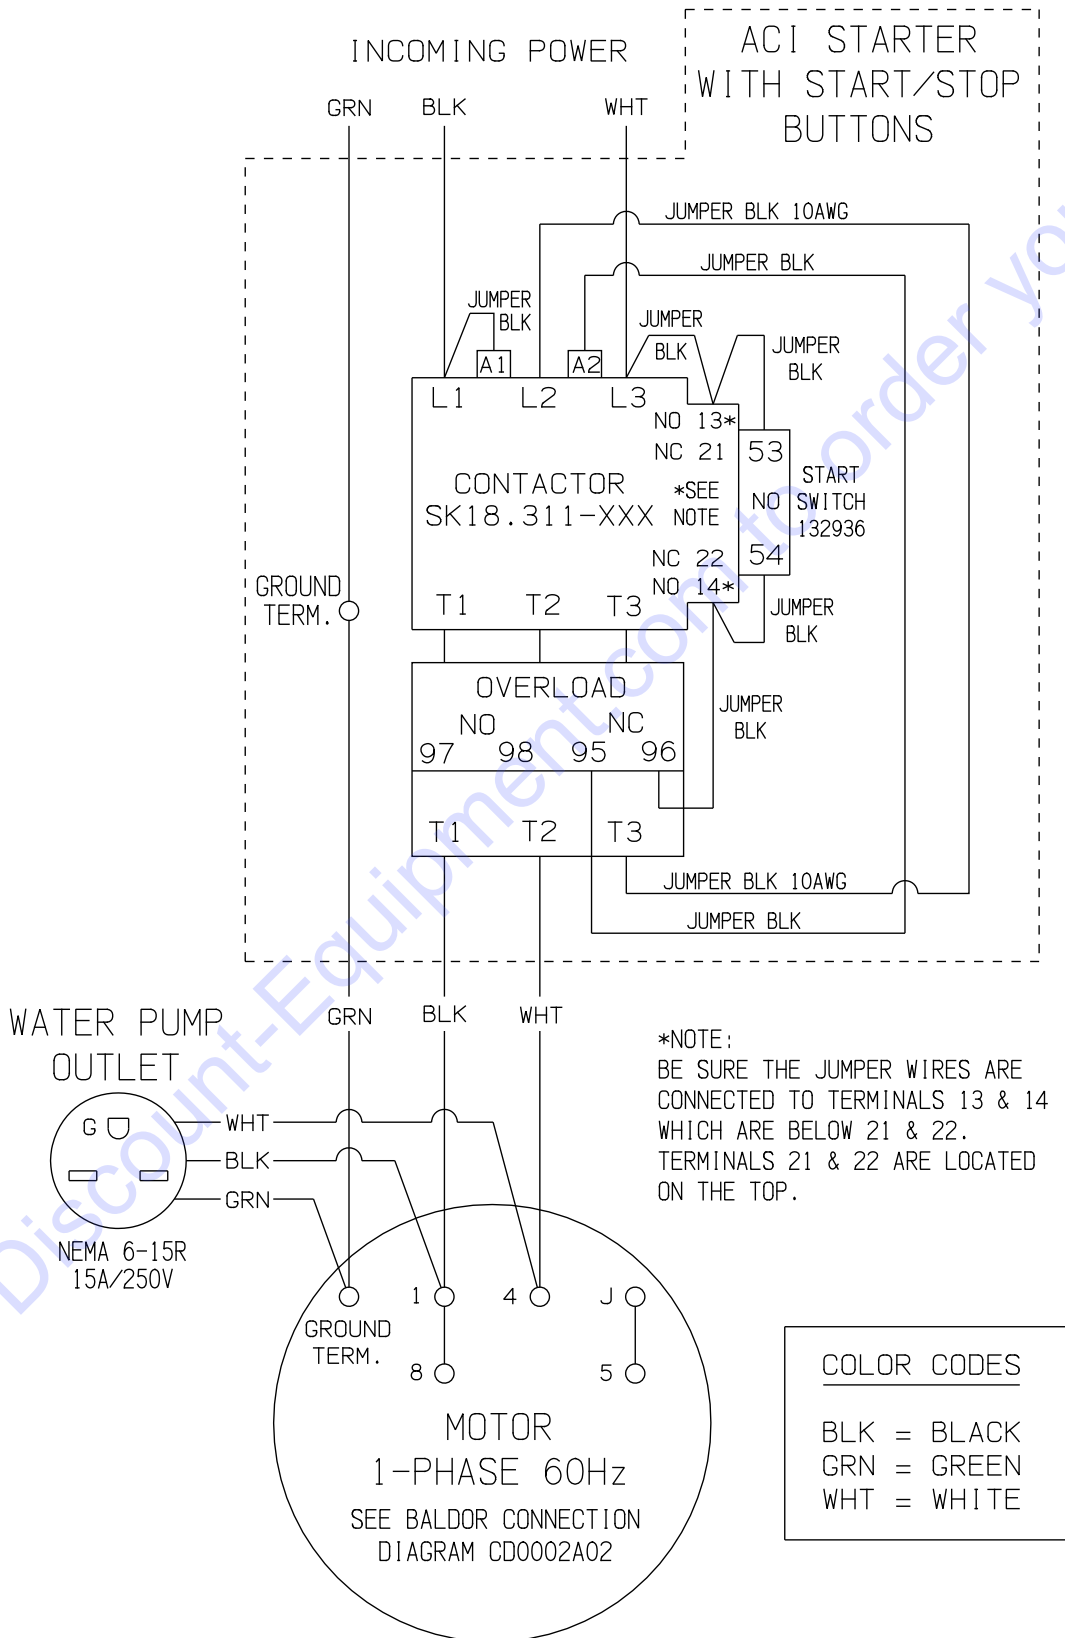 INCOMING POWER
ACI STARTER
WITH START/STOP
BUTTONS
GRN
BLK
WHT
JUMPER BLK 10AWG
JUMPER BLK
JUMPER
BLK
JUMPER
BLK
JUMPER
BLK
A1
A2
L1
L2
L3
NO 13*
NC 21
53
CONTACTOR
SK18.311-XXX
*SEE
NOTE
NO
START
SWITCH
132936
NC 22
54
NO 14*
GROUND
TERM.
T1
T2
T3
JUMPER
BLK
OVERLOAD
NO
NC
97
98
95
96
JUMPER
BLK
T1
T2
T3
JUMPER BLK 10AWG
JUMPER BLK
GRN
BLK
WHT
WATER PUMP
OUTLET
G
WHT
BLK
GRN
NEMA 6-15R
15A/250V
*NOTE:
BE SURE THE JUMPER WIRES ARE
CONNECTED TO TERMINALS 13 & 14
WHICH ARE BELOW 21 & 22.
TERMINALS 21 & 22 ARE LOCATED
ON THE TOP.
1
4
J
GROUND
TERM.
8
5
MOTOR
1-PHASE 60Hz
SEE BALDOR CONNECTION
DIAGRAM CD0002A02
COLOR CODES
BLK = BLACK
GRN = GREEN
WHT = WHITE
Discount-Equipment.com to order you